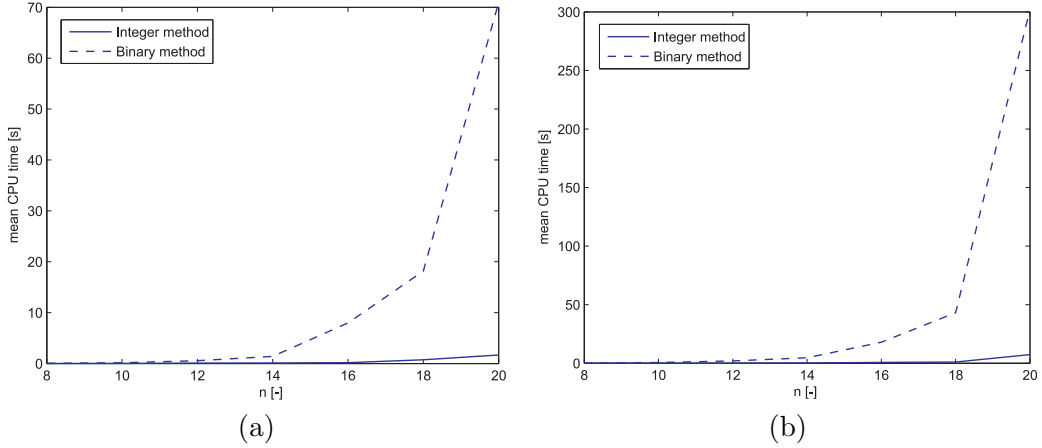 70
60
50
40
30
20
10
0
mean CPU time [s]
Integer method
Binary method
8 10 12 14 16 18 20
n [-]
(a)
300
250
200
150
100
50
0
mean CPU time [s]
Integer method
Binary method
8 10 12 14 16 18 20
n [-]
(b)